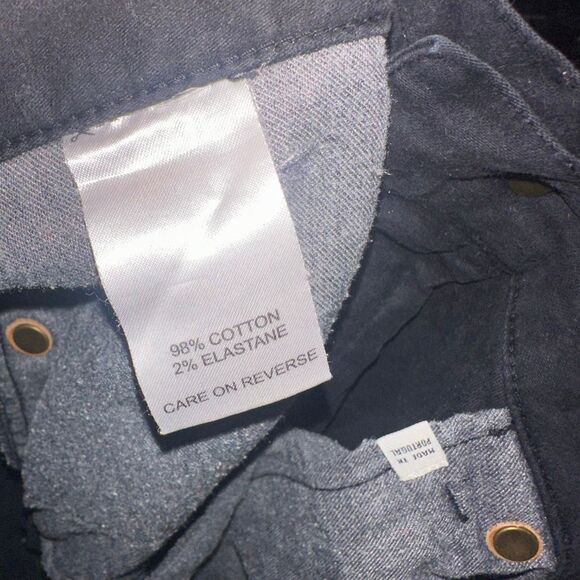 98% COTTON
2% ELASTANE
CARE ON REVERSE
MADE IN
PORTUGAL